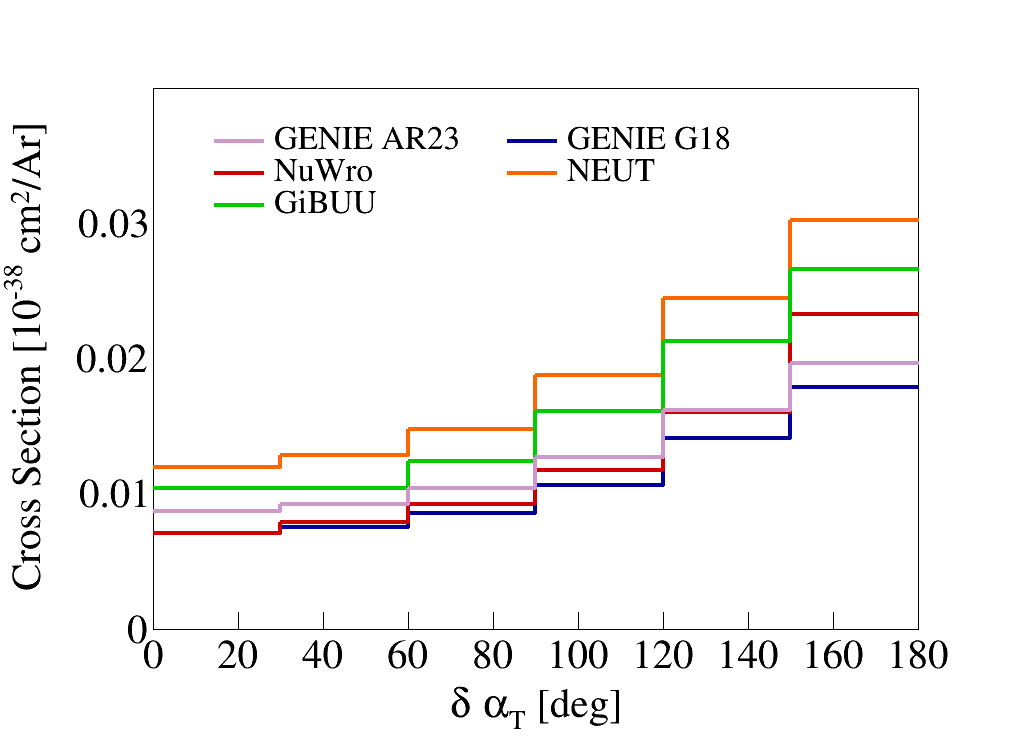 GENIE AR23
GENIE G18
NuWro
NEUT
GiBUU
Cross Section [10⁻³⁸ cm²/Ar]
0.03
0.02
0.01
0
0 20 40 60 80 100 120 140 160 180
δ α_T [deg]